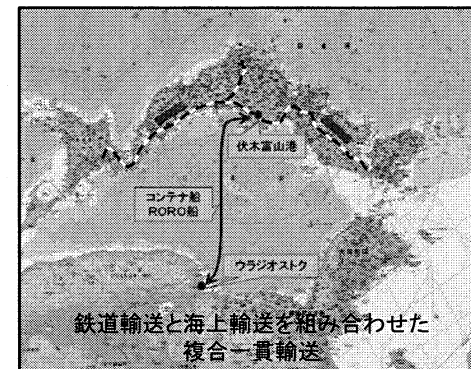 伏木富山港
コンテナ船
RORO船
ウラジオストク
鉄道輸送と海上輸送を組み合わせた
複合一貫輸送